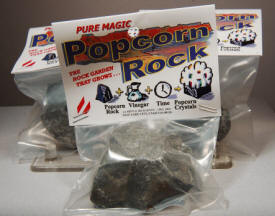 PURE MAGIC
Popcorn
Rock
THE
ROCK GARDEN
THAT GROWS...
Popcorn Rock + Vinegar + Time → Popcorn Crystals